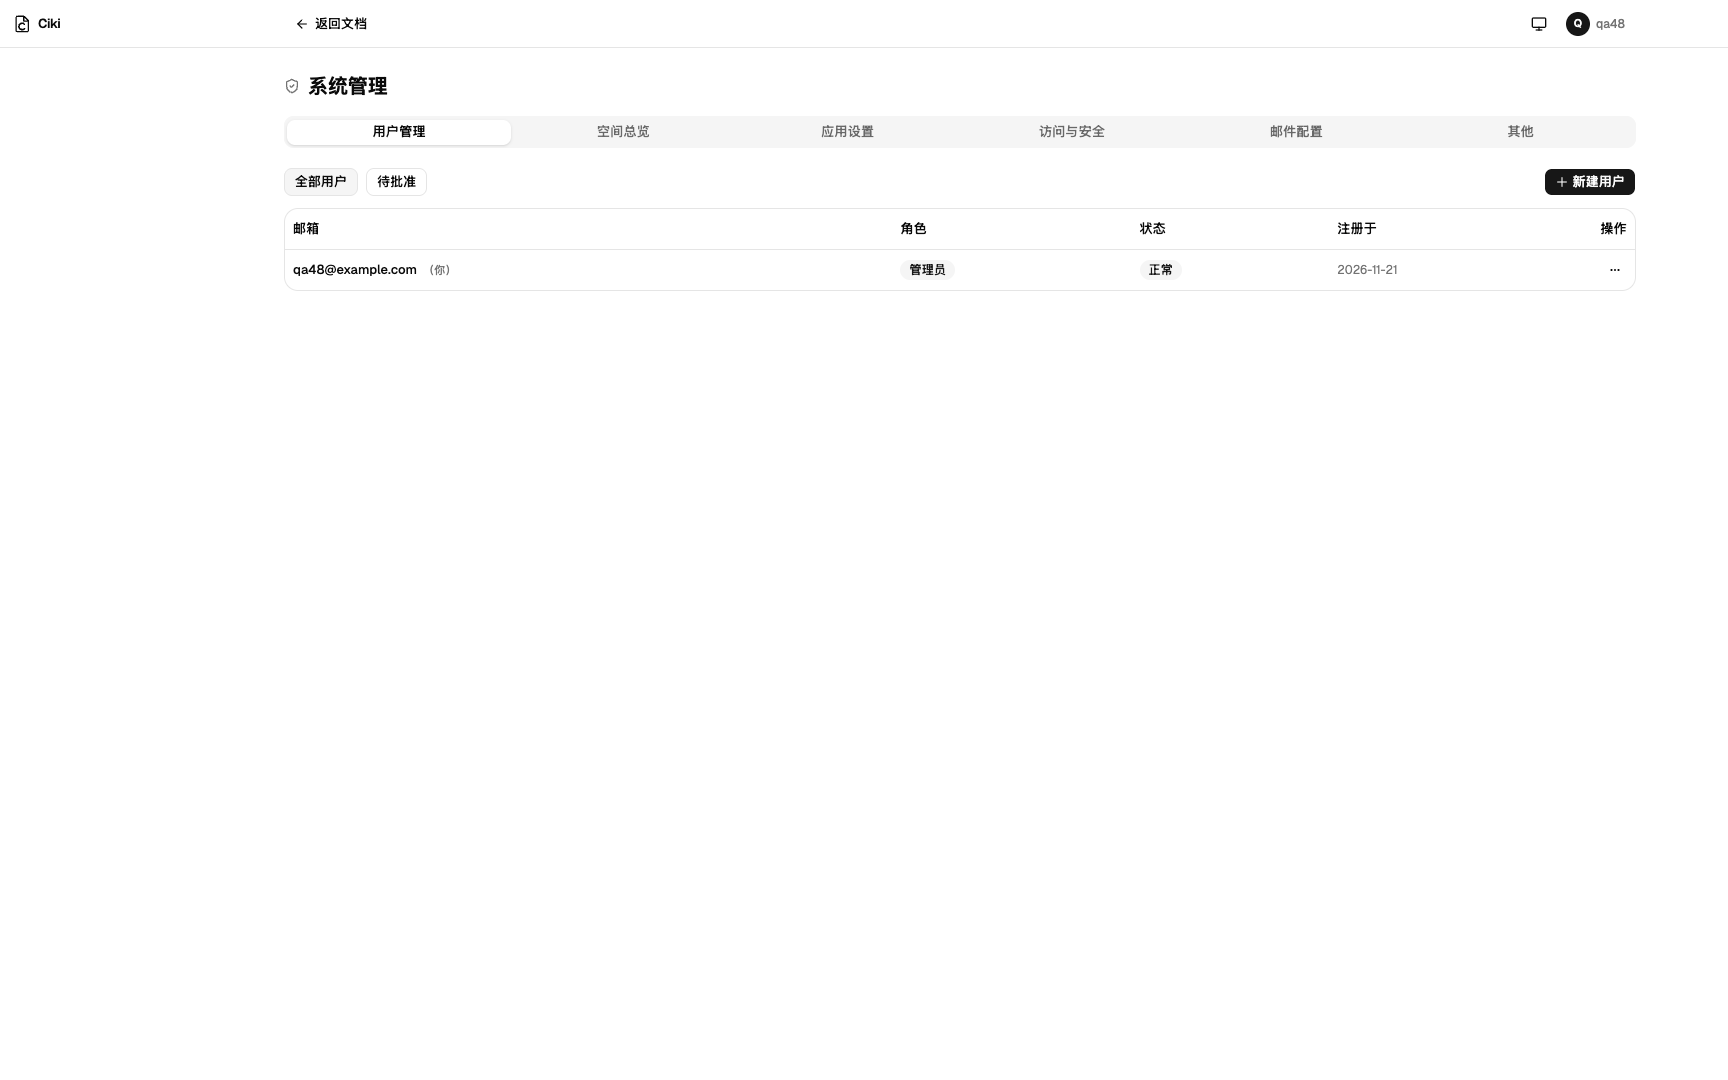 Ciki
返回文档
Q
qa48
系统管理
用户管理
空间总览
应用设置
访问与安全
邮件配置
其他
全部用户
待批准
新建用户
邮箱 角色 状态 注册于 操作
qa48@example.com （你） 管理员 正常 2026-11-21